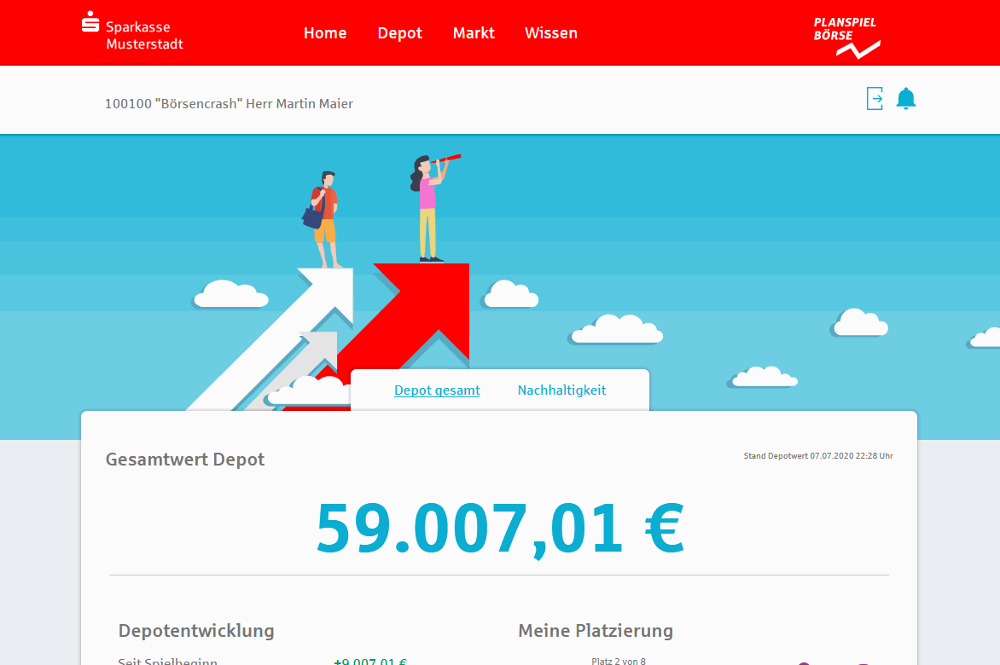 Sparkasse
Musterstadt
Home Depot Markt Wissen
PLANSPIEL
BÖRSE
100100 "Börsencrash" Herr Martin Maier
Depot gesamt Nachhaltigkeit
Gesamtwert Depot
Stand Depotwert 07.07.2020 22:28 Uhr
59.007,01 €
Depotentwicklung
Meine Platzierung
Seit Spielbeginn +9.007,01 €
Platz 2 von 8